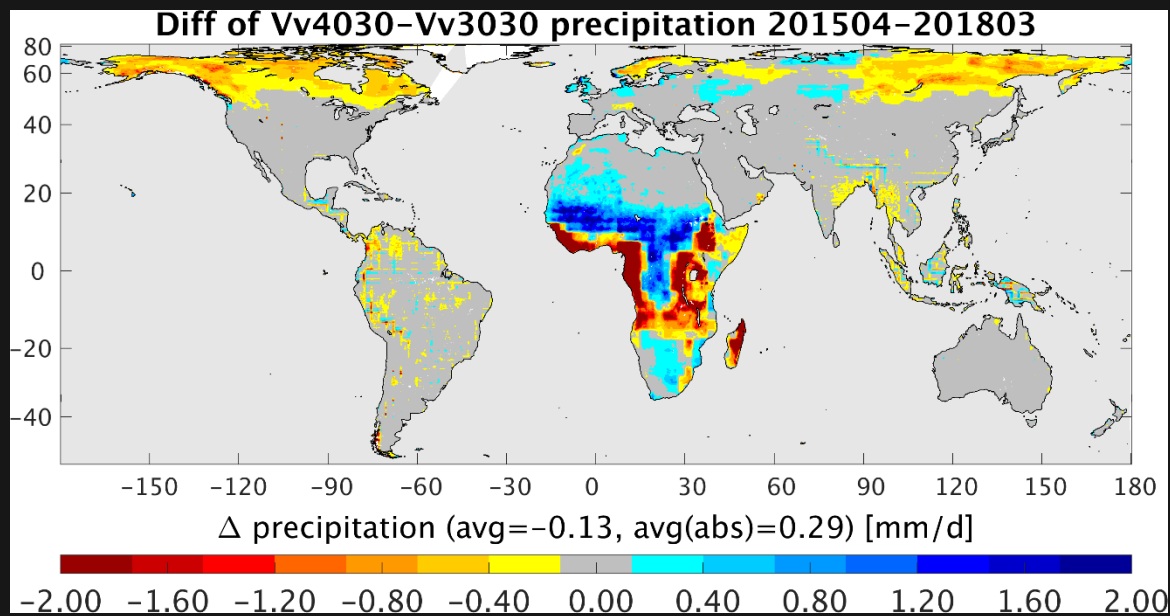 Diff of Vv4030−Vv3030 precipitation 201504−201803
80
60
40
20
0
−20
−40
−150 −120 −90 −60 −30 0 30 60 90 120 150 180
Δ precipitation (avg=−0.13, avg(abs)=0.29) [mm/d]
−2.00 −1.60 −1.20 −0.80 −0.40 0.00 0.40 0.80 1.20 1.60 2.00